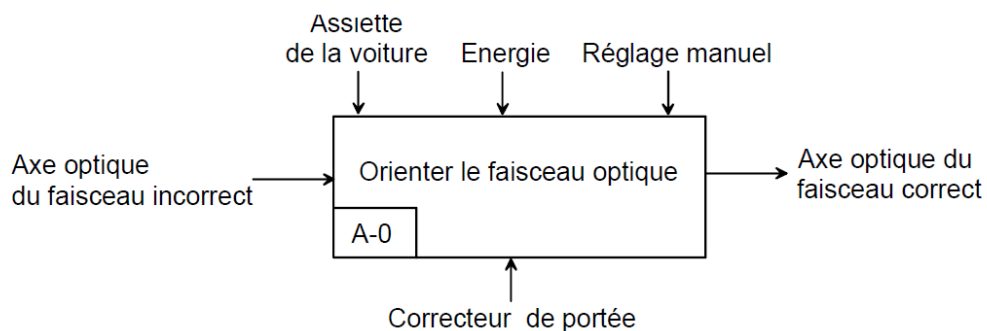 Assiette
de la voiture
Energie
Réglage manuel
Axe optique
du faisceau incorrect
Orienter le faisceau optique
A-0
Axe optique du
faisceau correct
Correcteur de portée